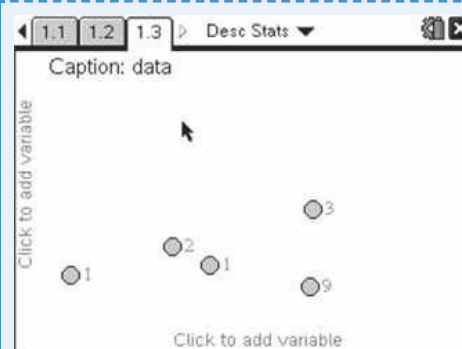 1.1 1.2 1.3 Desc Stats
Caption: data
Click to add variable
3
2
1
1
9
Click to add variable